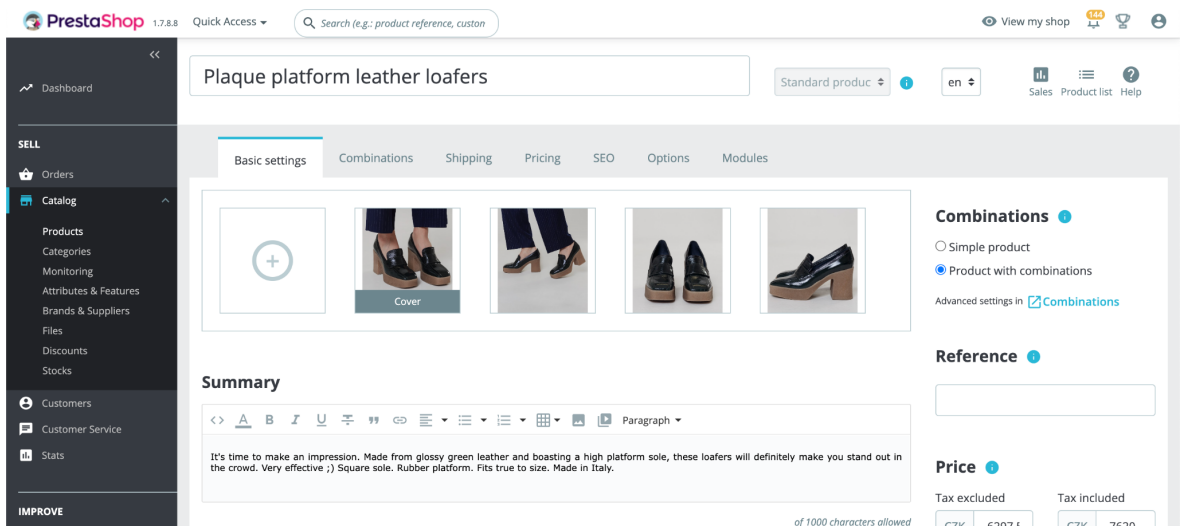 PrestaShop 1.7.8.8 Quick Access Search (e.g.: product reference, custon View my shop 144
Plaque platform leather loafers Standard produc en Sales Product list Help
Dashboard
SELL
Orders
Catalog
Products
Categories
Monitoring
Attributes & Features
Brands & Suppliers
Files
Discounts
Stocks
Customers
Customer Service
Stats
IMPROVE
Basic settings Combinations Shipping Pricing SEO Options Modules
Cover
Summary
Paragraph
It's time to make an impression. Made from glossy green leather and boasting a high platform sole, these loafers will definitely make you stand out in
the crowd. Very effective ;) Square sole. Rubber platform. Fits true to size. Made in Italy.
of 1000 characters allowed
Combinations
Simple product
Product with combinations
Advanced settings in Combinations
Reference
Price
Tax excluded Tax included
CZK CZK 7620